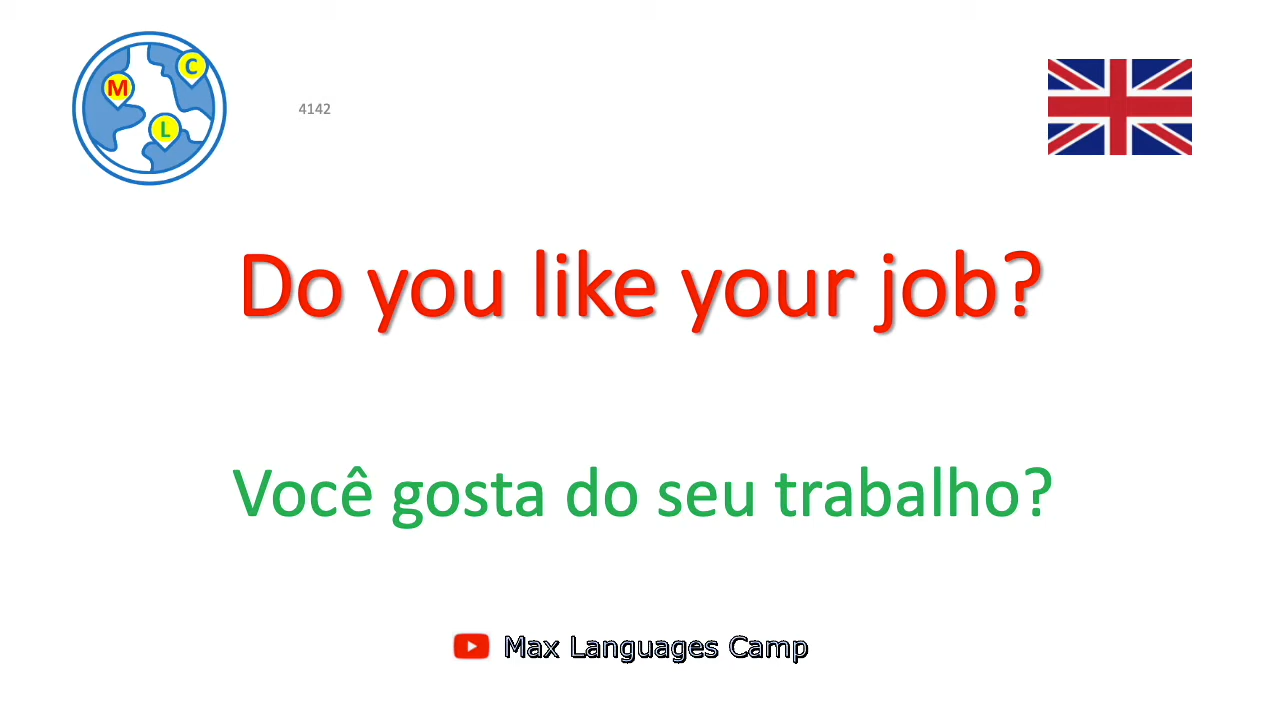 C
M
4142
L
Do you like your job?
Você gosta do seu trabalho?
Max Languages Camp